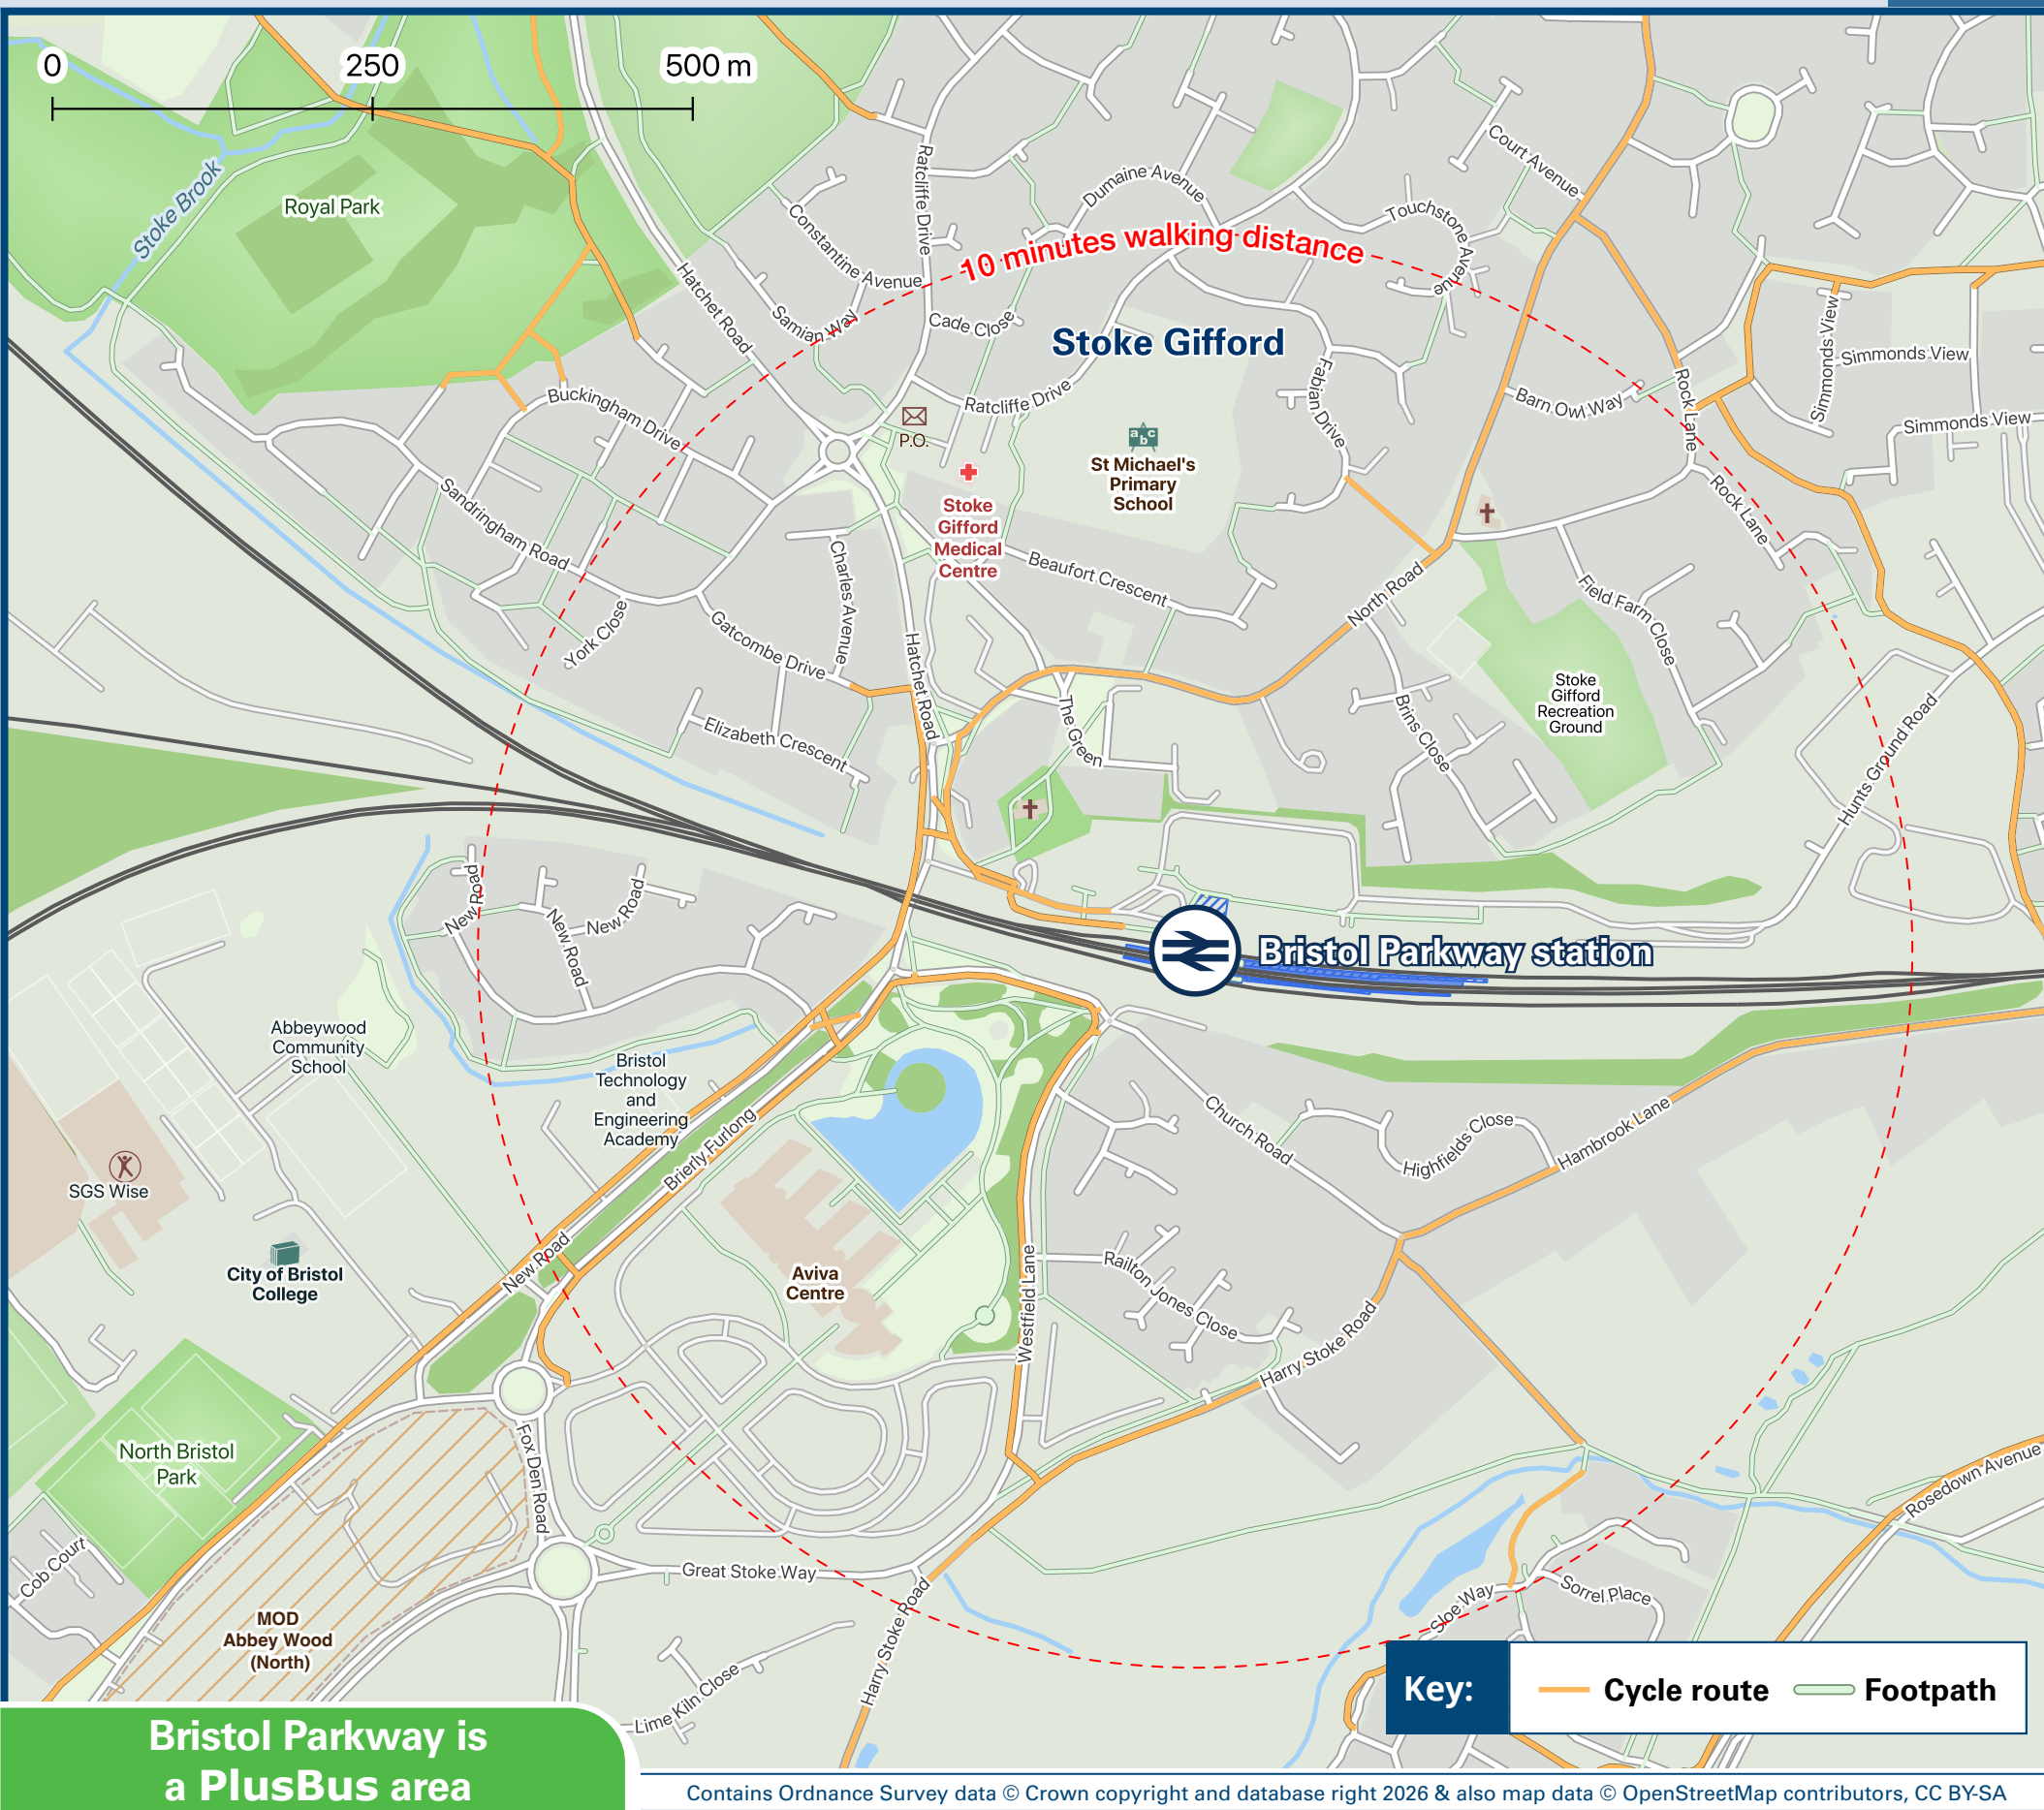 0
250
500 m
Stoke Brook
Royal Park
Hatchet Road
Ratcliffe Drive
Constantine Avenue
Samian Way
Cade Close
Dumaine Avenue
Court Avenue
Touchstone Avenue
10 minutes walking distance
Stoke Gifford
Simmonds View
Simmonds View
Simmonds View
Rock Lane
Barn Owl Way
Fabian Drive
Ratcliffe Drive
Buckingham Drive
P.O.
St Michael's
Primary
School
Stoke
Gifford
Medical
Centre
Sandringham Road
York Close
Charles Avenue
Gatcombe Drive
Beaufort Crescent
North Road
Rock Lane
Field Farm Close
Hatchet Road
Elizabeth Crescent
The Green
Brins Close
Stoke
Gifford
Recreation
Ground
Hunts Ground Road
New Road
New Road
New Road
Bristol Parkway station
Abbeywood
Community
School
Bristol
Technology
and
Engineering
Academy
Brierly Furlong
Church Road
Highfields Close
Hambrook Lane
SGS Wise
City of Bristol
College
New Road
Aviva
Centre
Westfield Lane
Railton Jones Close
Harry Stoke Road
North Bristol
Park
Fox Den Road
Cob Court
MOD
Abbey Wood
(North)
Great Stoke Way
Harry Stoke Road
Lime Kiln Close
Sloe Way
Sorrel Place
Rosedown Avenue
Key:
Cycle route
Footpath
Bristol Parkway is
a PlusBus area
Contains Ordnance Survey data © Crown copyright and database right 2026 & also map data © OpenStreetMap contributors, CC BY-SA